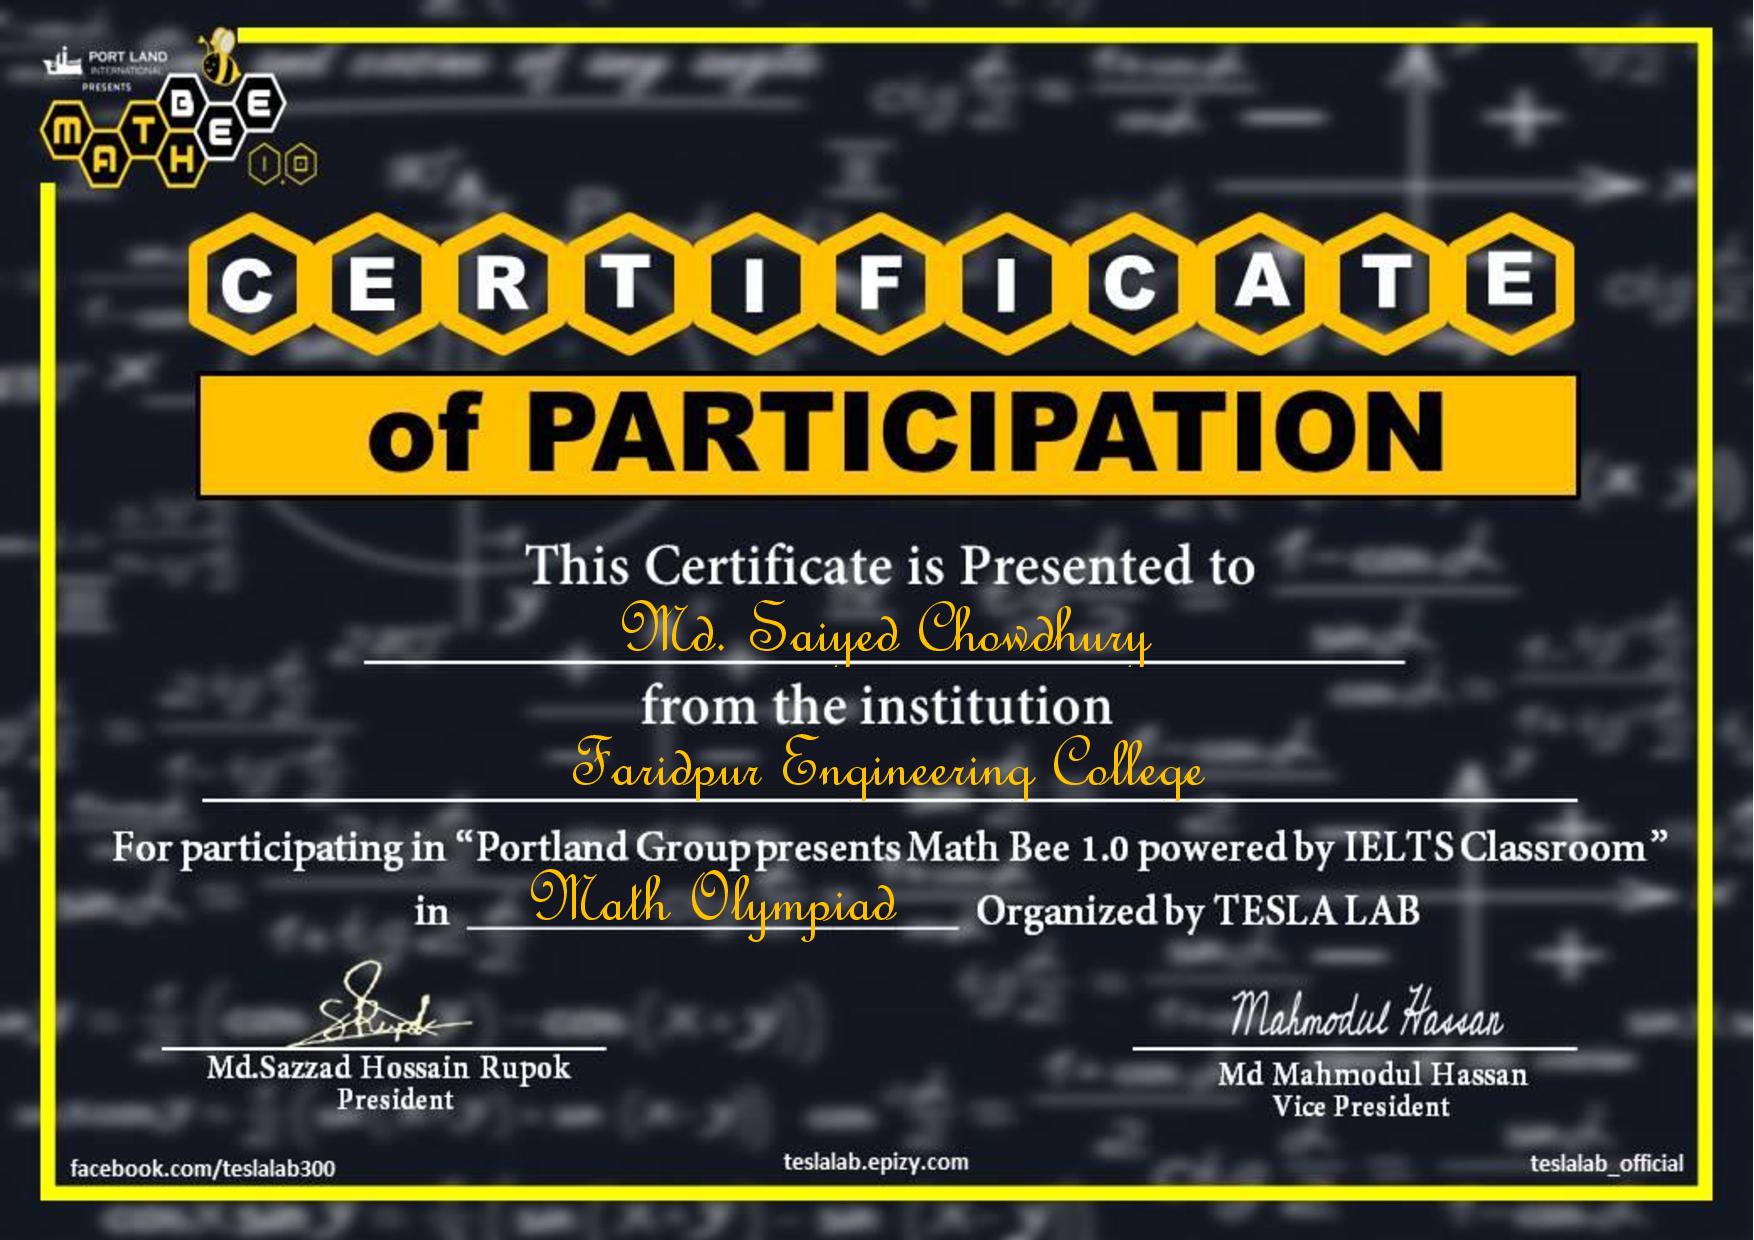 PORT LAND
INTERNATIONAL
PRESENTS
MATH BEE
1.0
CERTIFICATE
of PARTICIPATION
This Certificate is Presented to
Md. Saiyed Chowdhury
from the institution
Faridpur Engineering College
For participating in “Portland Group presents Math Bee 1.0 powered by IELTS Classroom”
in Math Olympiad Organized by TESLA LAB
SRupok
Mahmodul Hassan
Md.Sazzad Hossain Rupok
Md Mahmodul Hassan
President
Vice President
facebook.com/teslalab300
teslalab.epizy.com
teslalab_official